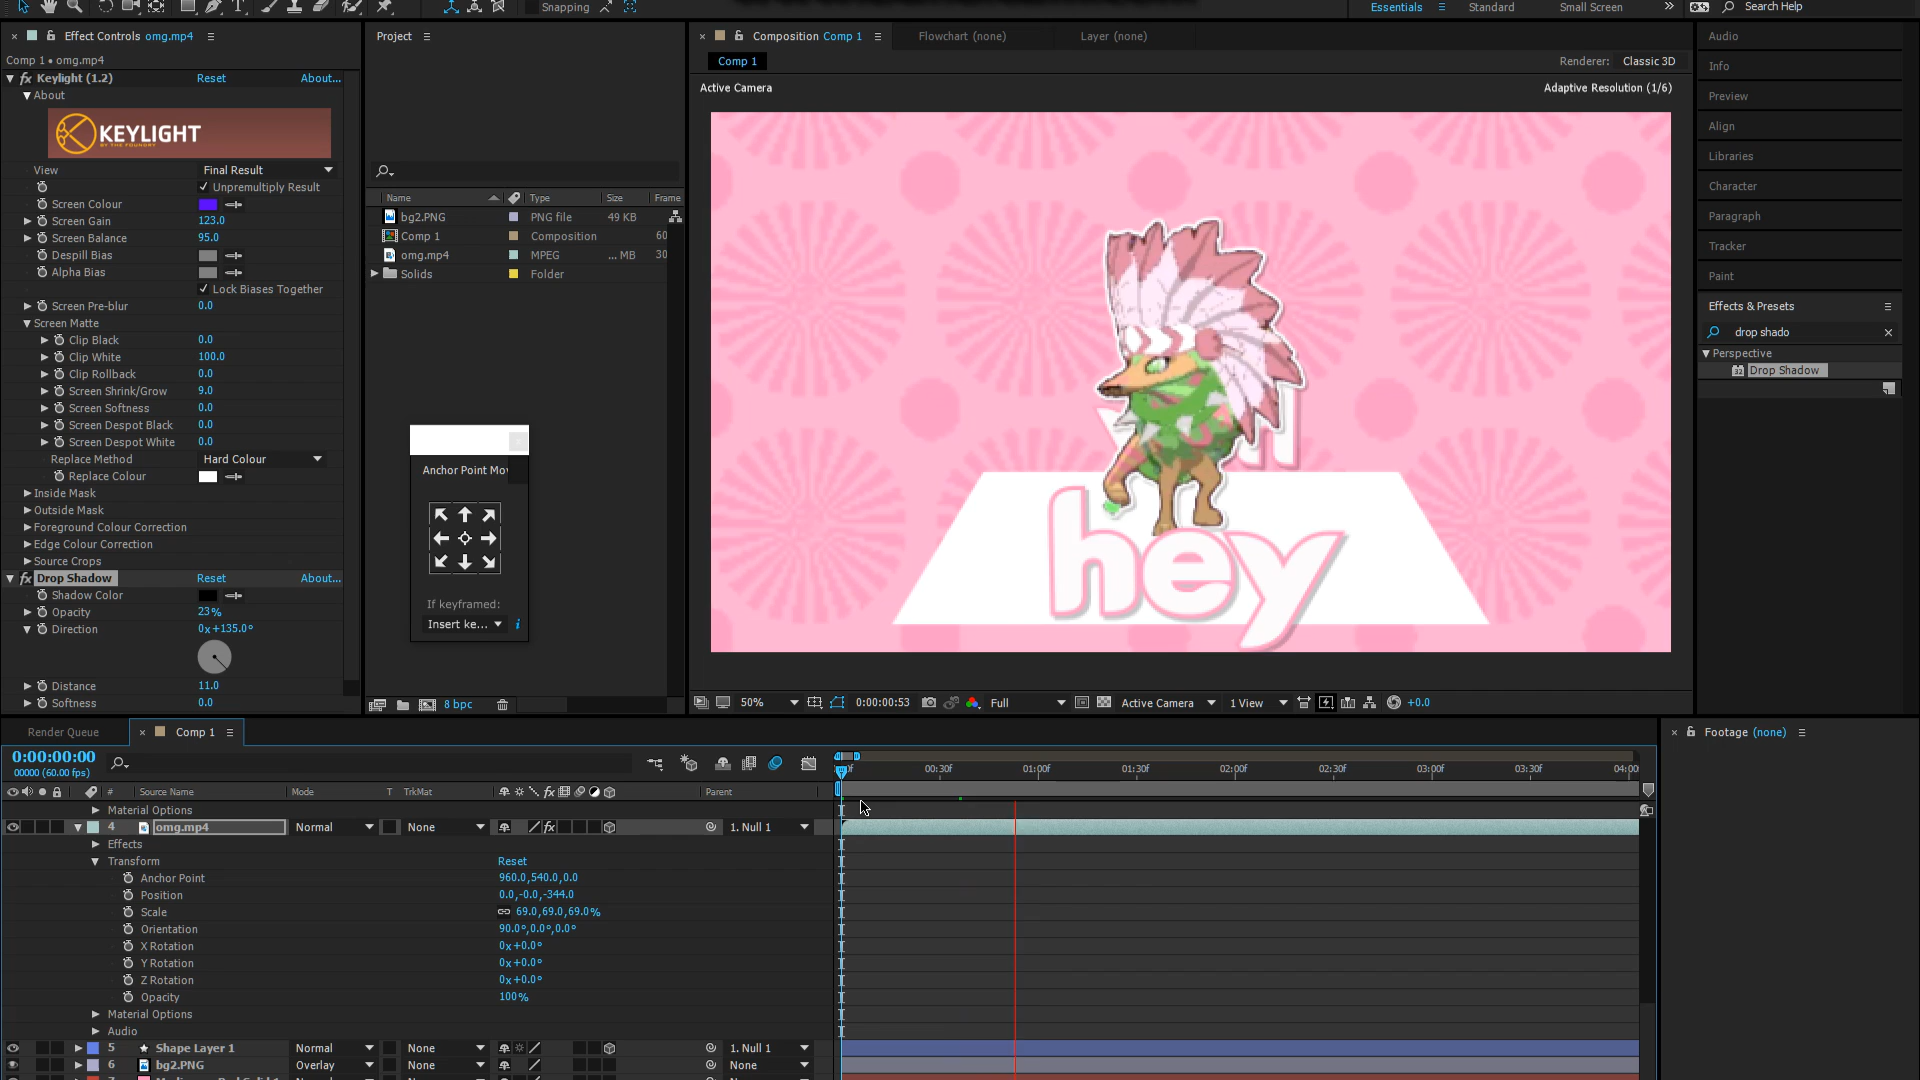 Snapping
Essentials
Standard
Small Screen
Search Help
Effect Controls omg.mp4
Comp 1 • omg.mp4
fx Keylight (1.2) Reset About...
About
KEYLIGHT
BY THE FOUNDRY
View Final Result
Unpremultiply Result
Screen Colour
Screen Gain 123.0
Screen Balance 95.0
Despill Bias
Alpha Bias
Lock Biases Together
Screen Pre-blur 0.0
Screen Matte
Clip Black 0.0
Clip White 100.0
Clip Rollback 0.0
Screen Shrink/Grow 9.0
Screen Softness 0.0
Screen Despot Black 0.0
Screen Despot White 0.0
Replace Method Hard Colour
Replace Colour
Inside Mask
Outside Mask
Foreground Colour Correction
Edge Colour Correction
Source Crops
fx Drop Shadow Reset About...
Shadow Color
Opacity 23%
Direction 0x+135.0°
Distance 11.0
Softness 0.0
Project
Name Type Size Frame
bg2.PNG PNG file 49 KB
Comp 1 Composition 60
omg.mp4 MPEG ... MB 30
Solids Folder
Anchor Point Mov
If keyframed:
Insert ke...
8 bpc
Composition Comp 1
Flowchart (none)
Layer (none)
Comp 1
Renderer: Classic 3D
Active Camera
Adaptive Resolution (1/6)
hey
50% 0:00:00:53 Full Active Camera 1 View +0.0
Audio
Info
Preview
Align
Libraries
Character
Paragraph
Tracker
Paint
Effects & Presets
drop shado
Perspective
Drop Shadow
Render Queue
Comp 1
0:00:00:00
00000 (60.00 fps)
00:30f 01:00f 01:30f 02:00f 02:30f 03:00f 03:30f 04:00
# Source Name Mode T TrkMat fx Parent
Material Options
4 omg.mp4 Normal None fx 1. Null 1
Effects
Transform Reset
Anchor Point 960.0,540.0,0.0
Position 0.0,-0.0,-344.0
Scale 69.0,69.0,69.0%
Orientation 90.0°,0.0°,0.0°
X Rotation 0x+0.0°
Y Rotation 0x+0.0°
Z Rotation 0x+0.0°
Opacity 100%
Material Options
Audio
5 Shape Layer 1 Normal None 1. Null 1
6 bg2.PNG Overlay None None
Footage (none)